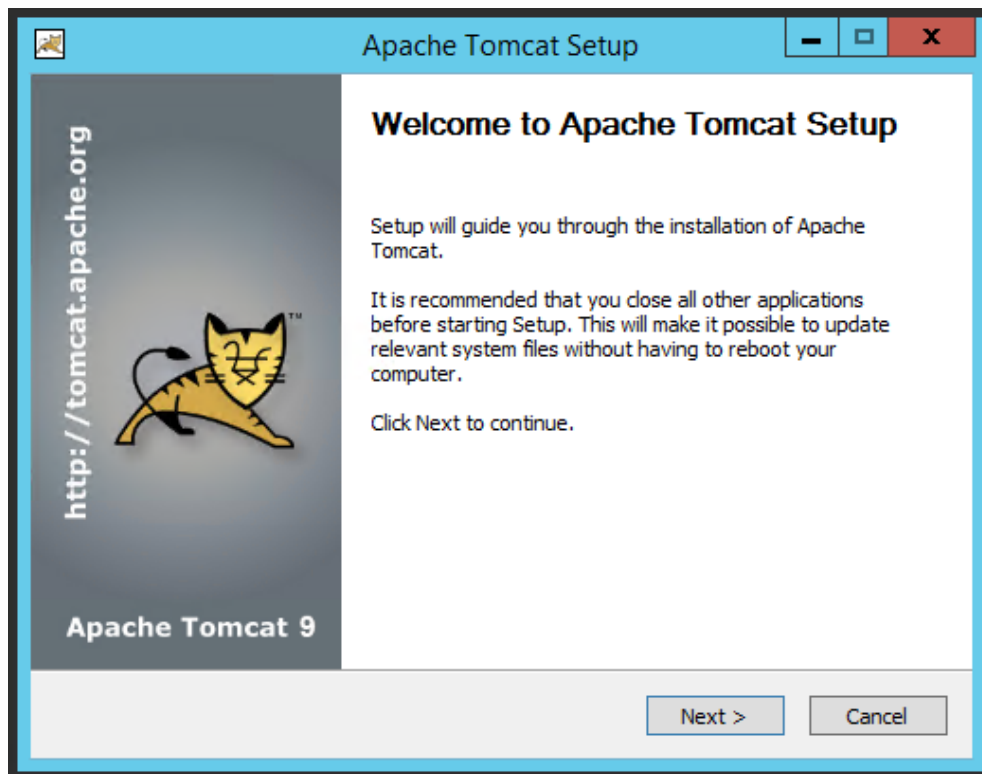 Apache Tomcat Setup
http://tomcat.apache.org
TM
Apache Tomcat 9
Welcome to Apache Tomcat Setup
Setup will guide you through the installation of Apache
Tomcat.
It is recommended that you close all other applications
before starting Setup. This will make it possible to update
relevant system files without having to reboot your
computer.
Click Next to continue.
Next >
Cancel